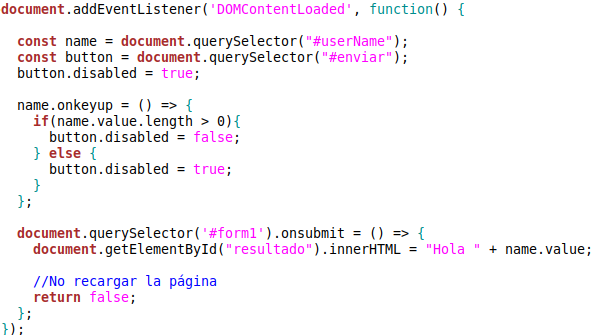 document.addEventListener('DOMContentLoaded', function() {
const name = document.querySelector("#userName");
const button = document.querySelector("#enviar");
button.disabled = true;
name.onkeyup = () => {
if(name.value.length > 0){
button.disabled = false;
} else {
button.disabled = true;
}
};
document.querySelector('#form1').onsubmit = () => {
document.getElementById("resultado").innerHTML = "Hola " + name.value;
//No recargar la página
return false;
};
});